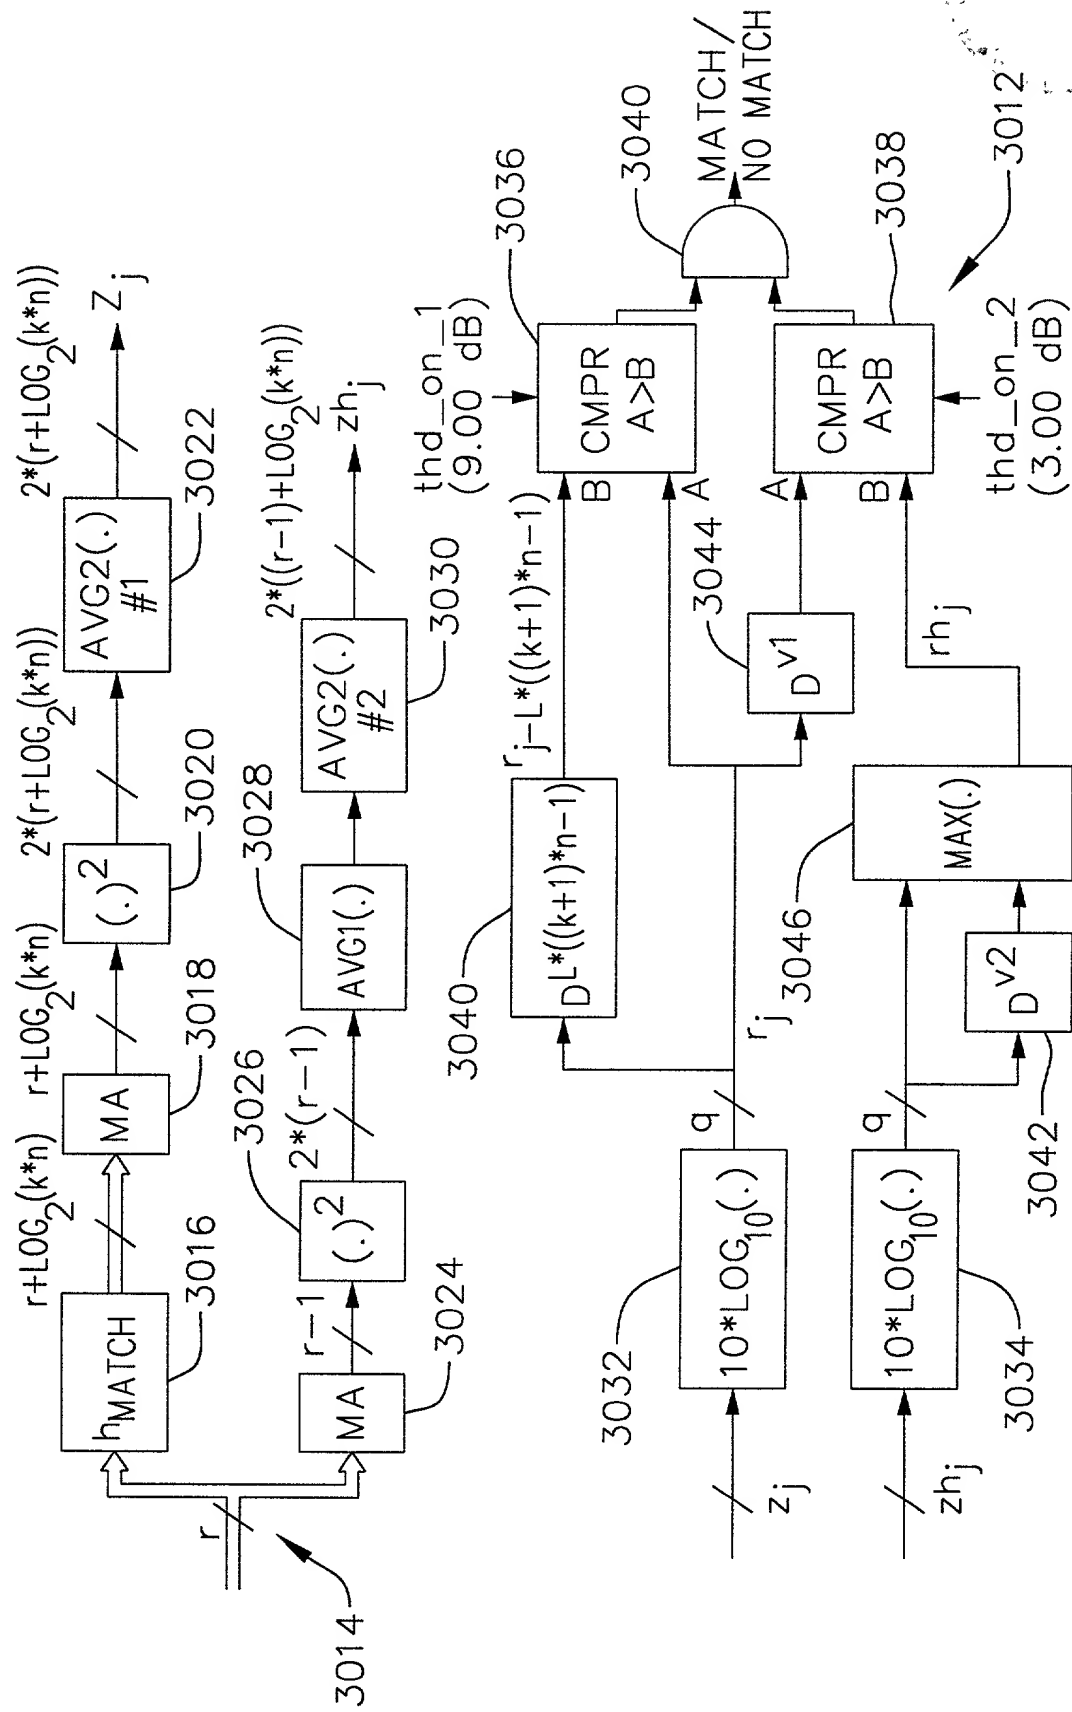 3014
r
h_MATCH
3016
r+LOG_2(k*n)
MA
3018
r+LOG_2(k*n)
(.)^2
3020
2*(r+LOG_2(k*n))
AVG2(.)
#1
3022
2*(r+LOG_2(k*n))
Z_j
MA
3024
r-1
(.)^2
3026
2*(r-1)
AVG1(.)
3028
AVG2(.)
#2
3030
2*((r-1)+LOG_2(k*n))
zh_j
z_j
10*LOG_10(.)
3032
q
r_j
3040
D^L*((k+1)*n-1)
r_j-L*((k+1)*n-1)
B
A
CMPR
A>B
thd_on_1
(9.00 dB)
3036
3044
D^v1
A
B
CMPR
A>B
thd_on_2
(3.00 dB)
3038
3040
MATCH/
NO MATCH
3012
zh_j
10*LOG_10(.)
3034
q
D^v2
3042
MAX(.)
3046
rh_j